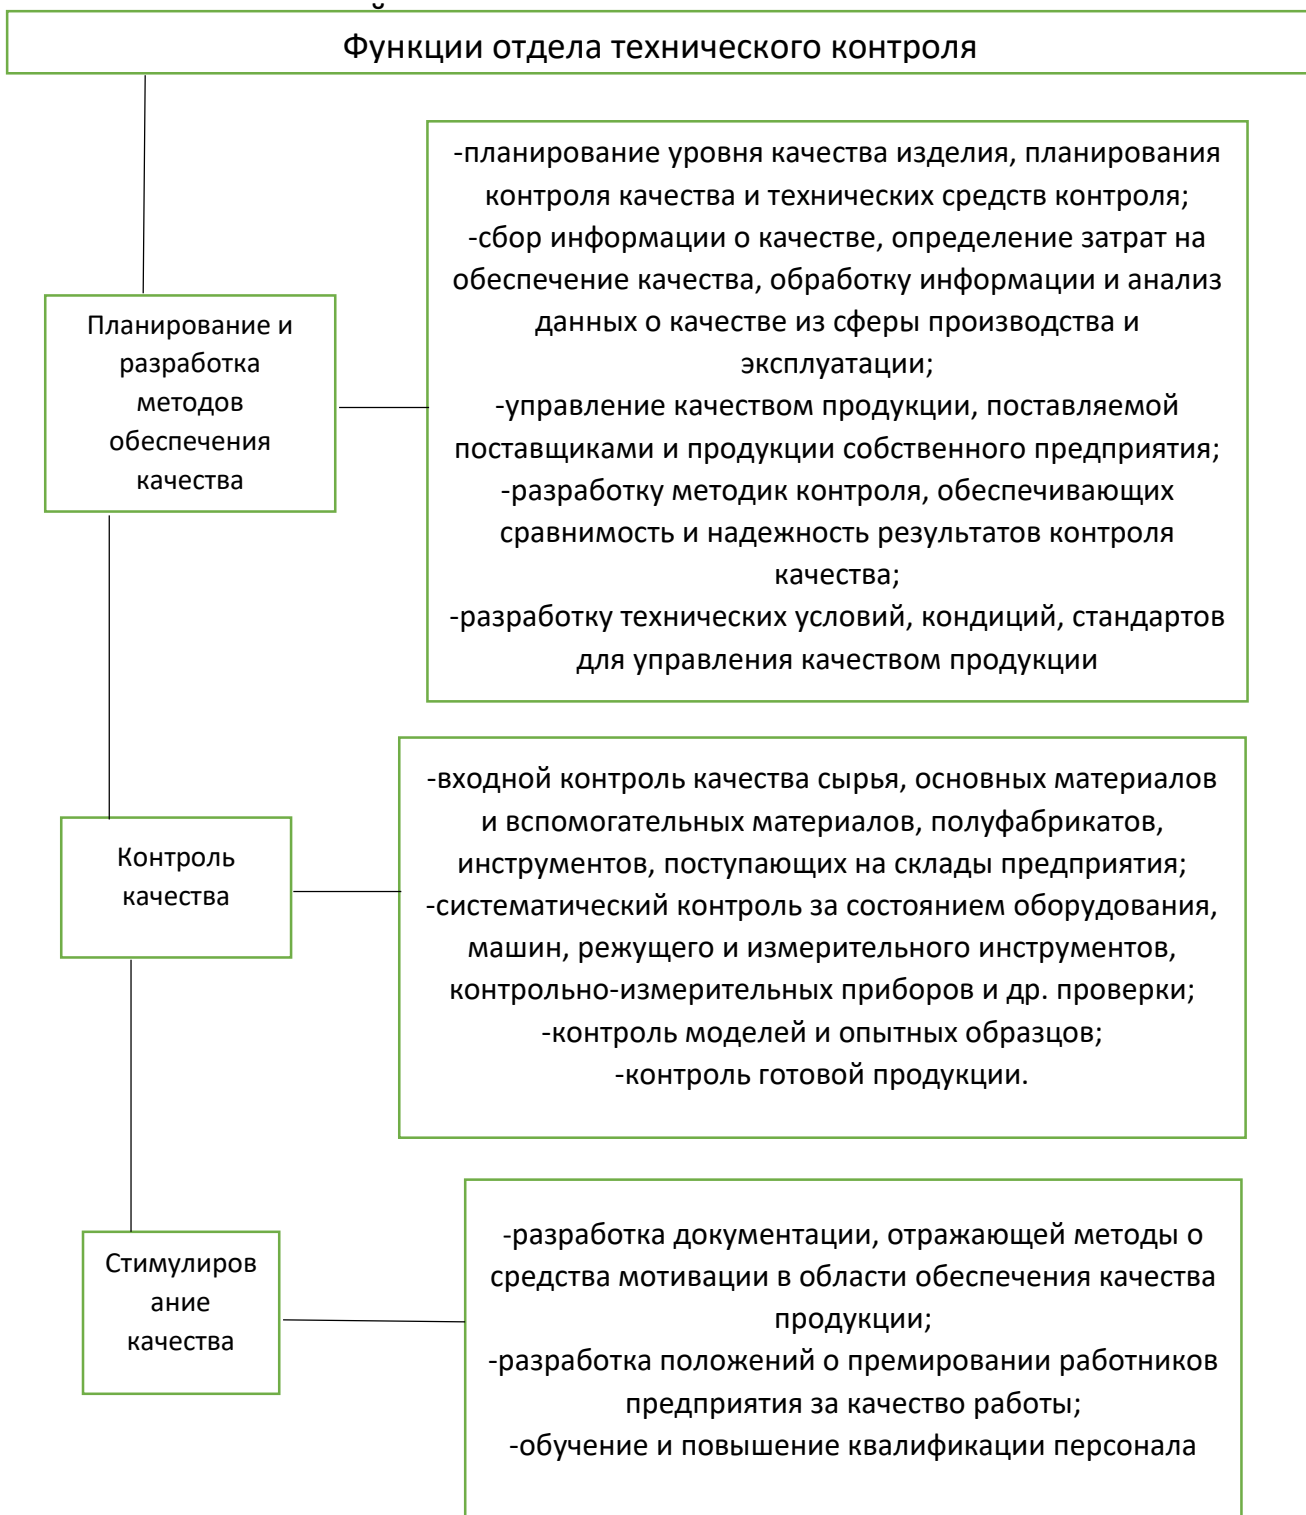 Функции отдела технического контроля
-планирование уровня качества изделия, планирования
контроля качества и технических средств контроля;
-сбор информации о качестве, определение затрат на
обеспечение качества, обработку информации и анализ
данных о качестве из сферы производства и
эксплуатации;
-управление качеством продукции, поставляемой
поставщиками и продукции собственного предприятия;
-разработку методик контроля, обеспечивающих
сравнимость и надежность результатов контроля
качества;
-разработку технических условий, кондиций, стандартов
для управления качеством продукции
Планирование и
разработка
методов
обеспечения
качества
-входной контроль качества сырья, основных материалов
и вспомогательных материалов, полуфабрикатов,
инструментов, поступающих на склады предприятия;
-систематический контроль за состоянием оборудования,
машин, режущего и измерительного инструментов,
контрольно-измерительных приборов и др. проверки;
-контроль моделей и опытных образцов;
-контроль готовой продукции.
Контроль
качества
-разработка документации, отражающей методы о
средства мотивации в области обеспечения качества
продукции;
-разработка положений о премировании работников
предприятия за качество работы;
-обучение и повышение квалификации персонала
Стимулиров
ание
качества